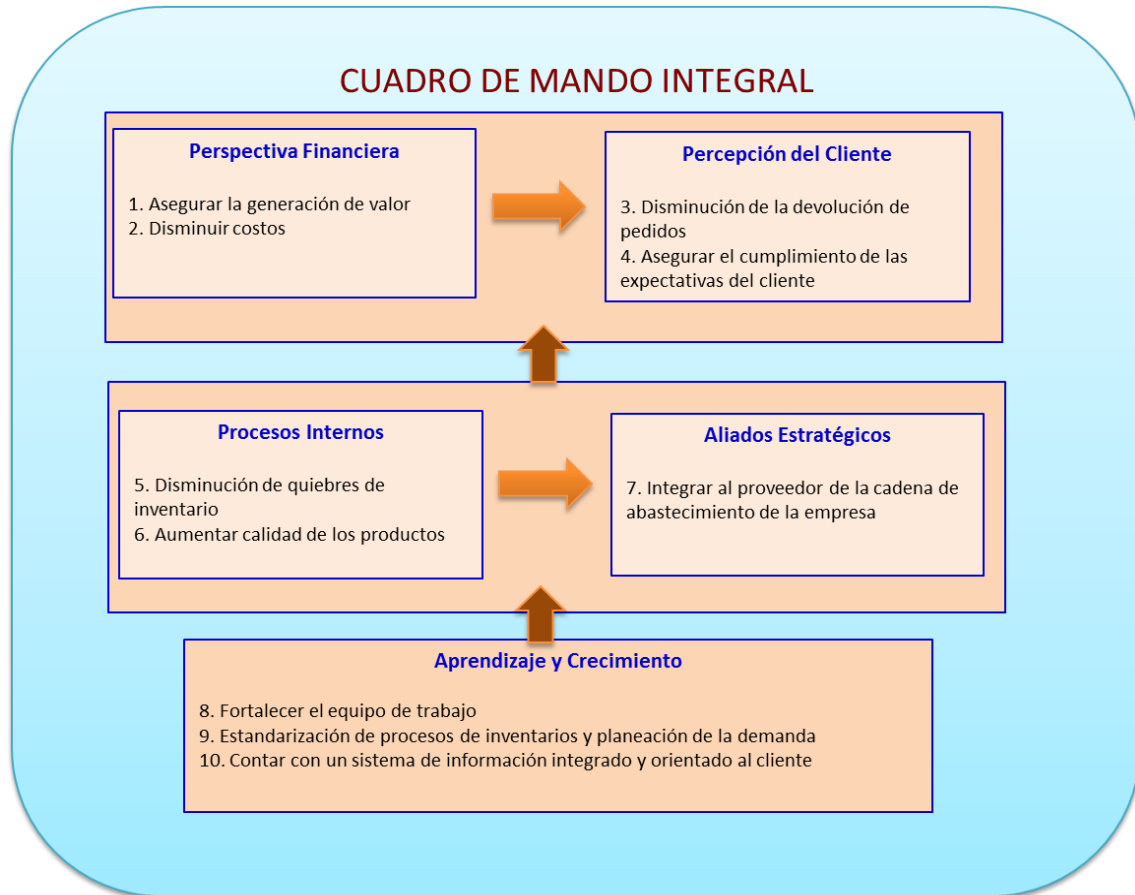 CUADRO DE MANDO INTEGRAL
Perspectiva Financiera
1. Asegurar la generación de valor
2. Disminuir costos
Percepción del Cliente
3. Disminución de la devolución de
pedidos
4. Asegurar el cumplimiento de las
expectativas del cliente
Procesos Internos
5. Disminución de quiebres de
inventario
6. Aumentar calidad de los productos
Aliados Estratégicos
7. Integrar al proveedor de la cadena de
abastecimiento de la empresa
Aprendizaje y Crecimiento
8. Fortalecer el equipo de trabajo
9. Estandarización de procesos de inventarios y planeación de la demanda
10. Contar con un sistema de información integrado y orientado al cliente